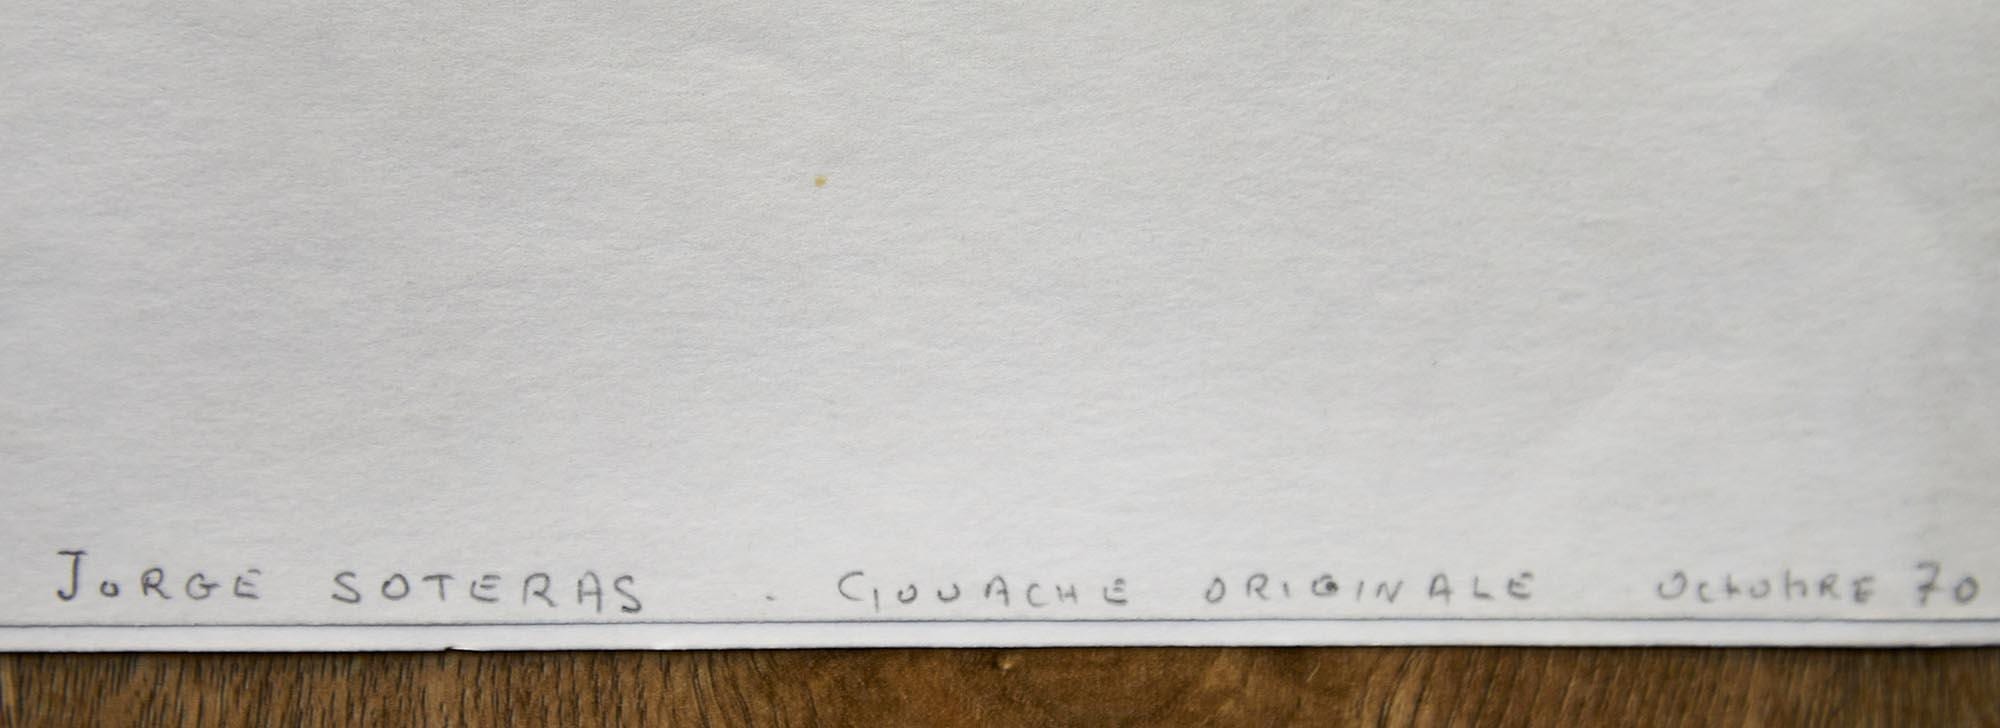 JORGE SOTERAS . GOUACHE ORIGINALE OctobRE 70